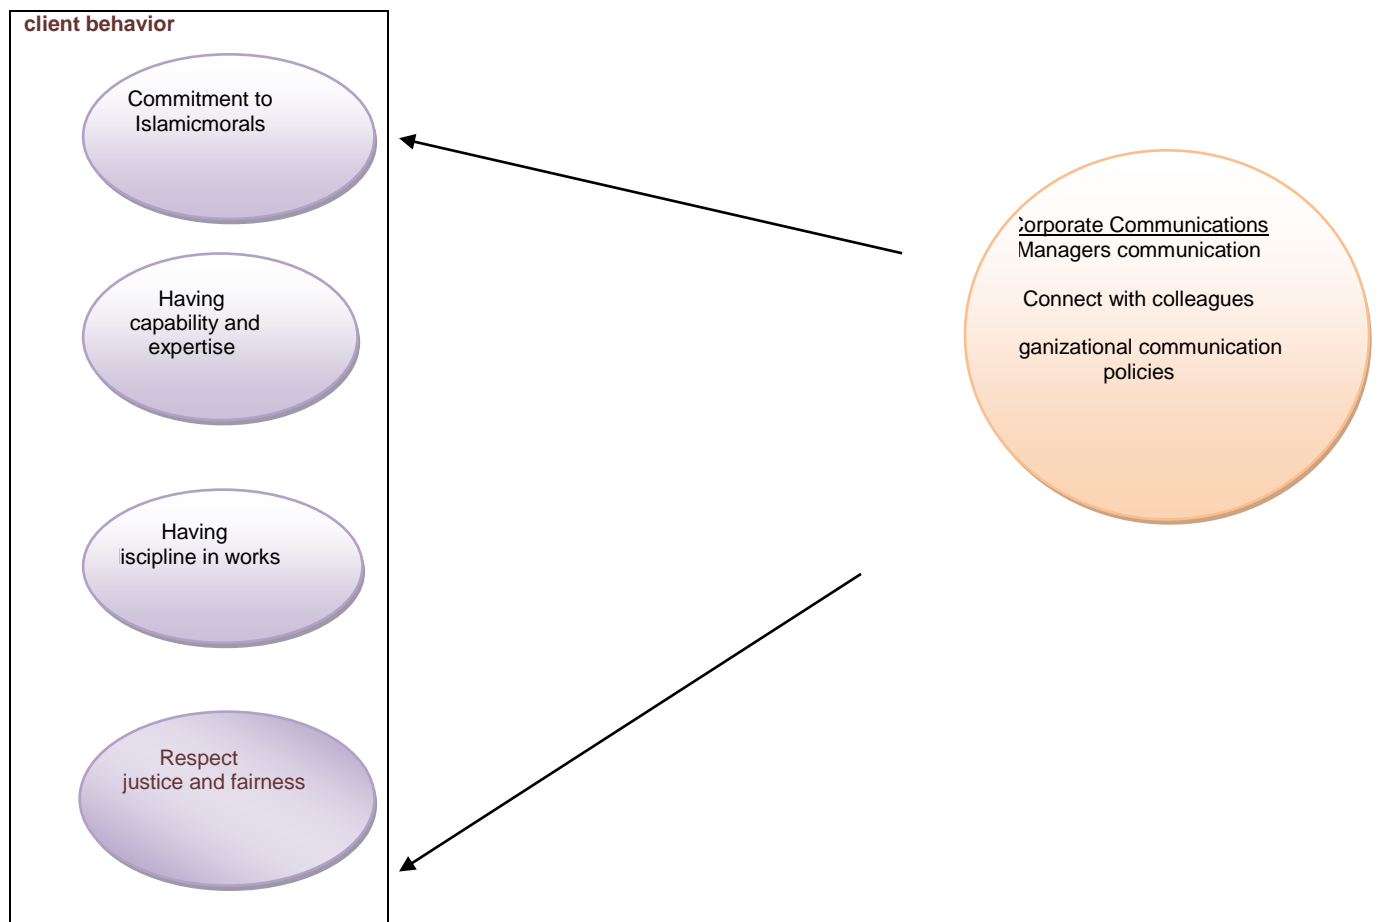 client behavior
Commitment to
Islamicmorals
Having
capability and
expertise
Having
iscipline in works
Respect
justice and fairness
orporate Communications
Managers communication
Connect with colleagues
ganizational communication
policies